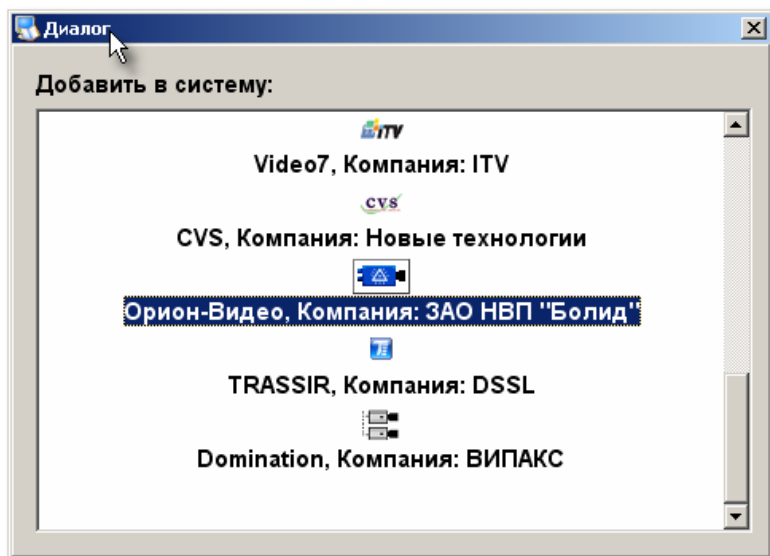 Диалог
Добавить в систему:
iTV
Video7, Компания: ITV
CVS
CVS, Компания: Новые технологии
Орион-Видео, Компания: ЗАО НВП "Болид"
TRASSIR, Компания: DSSL
Domination, Компания: ВИПАКС